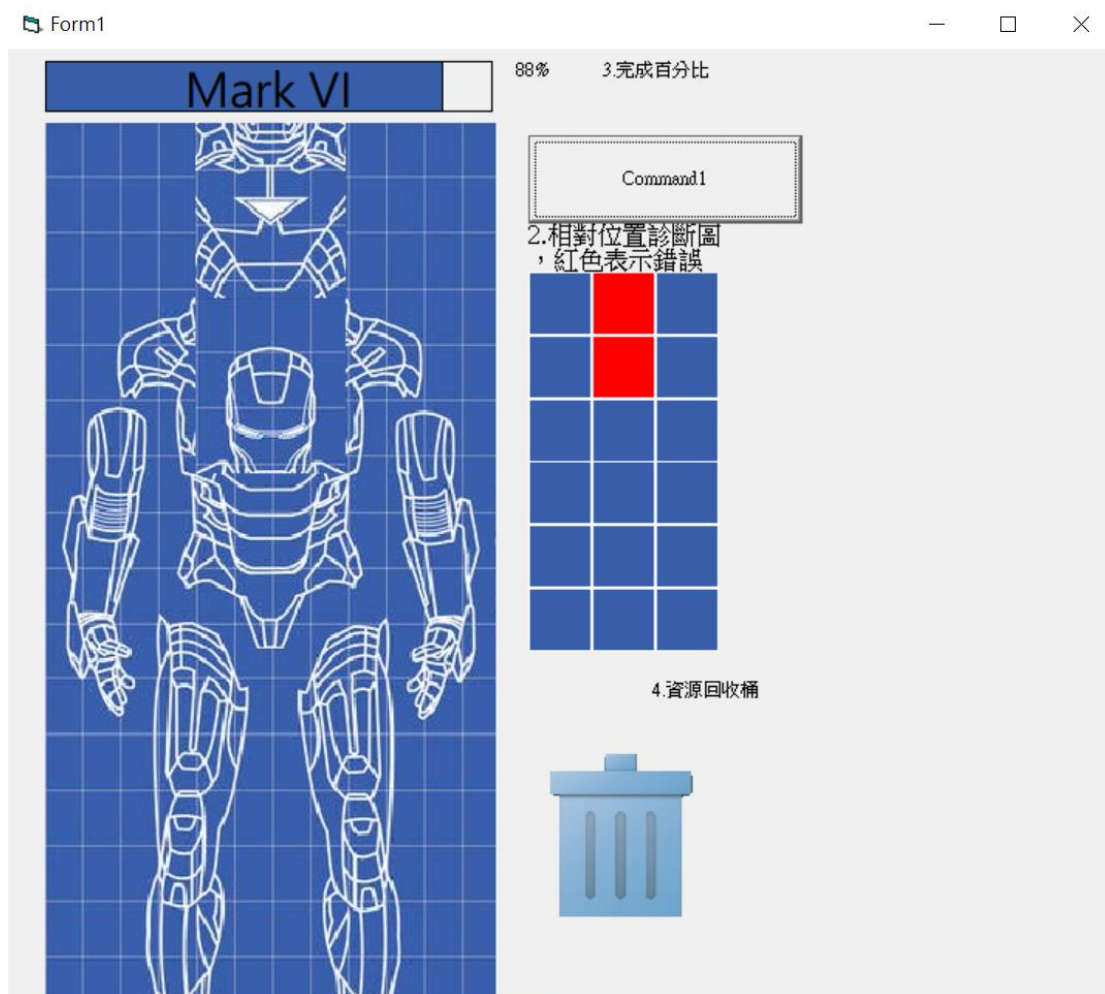 Form1
Mark VI
88%
3.完成百分比
Command1
2.相對位置診斷圖
，紅色表示錯誤
4.資源回收桶